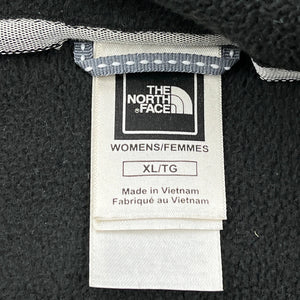 THE
NORTH
FACE
WOMENS/FEMMES
XL/TG
Made in Vietnam
Fabriqué au Vietnam